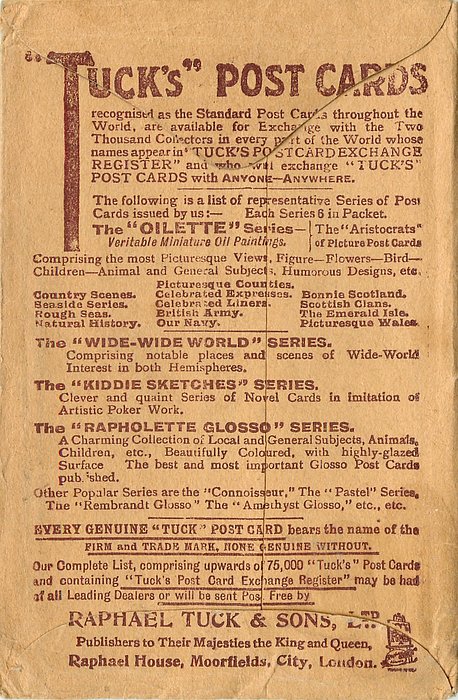 "TUCK'S" POST CARDS
recognised as the Standard Post Cards throughout the
World, are available for Exchange with the Two
Thousand Collectors in every part of the World whose
names appear in "TUCK'S POSTCARD EXCHANGE
REGISTER" and who will exchange "TUCK'S"
POST CARDS with ANYONE—ANYWHERE.
The following is a list of representative Series of Post
Cards issued by us:— Each Series 6 in Packet.
The "OILETTE" Series— The "Aristocrats"
Veritable Miniature Oil Paintings. of Picture Post Cards
Comprising the most Picturesque Views, Figure—Flowers—Bird—
Children—Animal and General Subjects, Humorous Designs, etc.
Picturesque Counties.
Country Scenes. Celebrated Expresses. Bonnie Scotland.
Seaside Series. Celebrated Liners. Scottish Clans.
Rough Seas. British Army. The Emerald Isle.
Natural History. Our Navy. Picturesque Wales.
The "WIDE-WIDE WORLD" SERIES.
Comprising notable places and scenes of Wide-World
Interest in both Hemispheres.
The "KIDDIE SKETCHES" SERIES.
Clever and quaint Series of Novel Cards in Imitation of
Artistic Poker Work.
The "RAPHOLETTE GLOSSO" SERIES.
A Charming Collection of Local and General Subjects, Animals,
Children, etc., Beautifully Coloured, with highly-glazed
Surface The best and most important Glosso Post Cards
published.
Other Popular Series are the "Connoisseur," The "Pastel" Series,
The "Rembrandt Glosso" The "Amethyst Glosso," etc., etc.
EVERY GENUINE "TUCK" POST CARD bears the name of the
FIRM and TRADE MARK, NONE GENUINE WITHOUT.
Our Complete List, comprising upwards of 75,000 "Tuck's" Post Cards
and containing "Tuck's Post Card Exchange Register" may be had
of all Leading Dealers or will be sent Post Free by
RAPHAEL TUCK & SONS, LTD
Publishers to Their Majesties the King and Queen,
Raphael House, Moorfields, City, London.